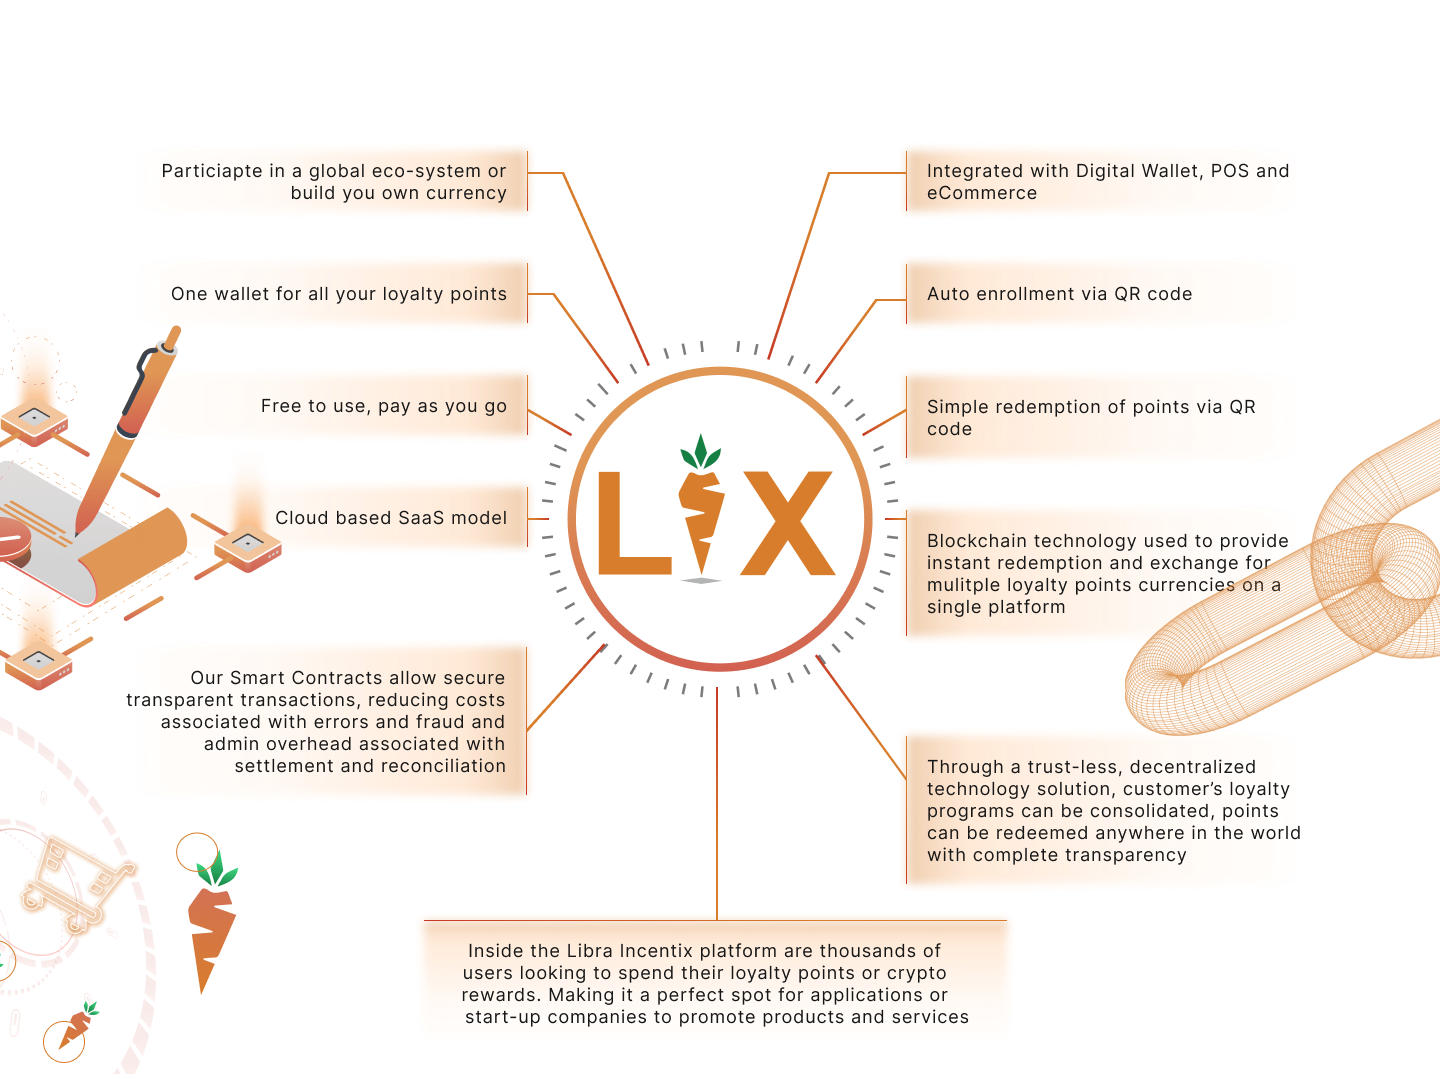 Particiapte in a global eco-system or
build you own currency
One wallet for all your loyalty points
Free to use, pay as you go
Cloud based SaaS model
Our Smart Contracts allow secure
transparent transactions, reducing costs
associated with errors and fraud and
admin overhead associated with
settlement and reconciliation
LIX
Integrated with Digital Wallet, POS and
eCommerce
Auto enrollment via QR code
Simple redemption of points via QR
code
Blockchain technology used to provide
instant redemption and exchange for
mulitple loyalty points currencies on a
single platform
Through a trust-less, decentralized
technology solution, customer’s loyalty
programs can be consolidated, points
can be redeemed anywhere in the world
with complete transparency
Inside the Libra Incentix platform are thousands of
users looking to spend their loyalty points or crypto
rewards. Making it a perfect spot for applications or
start-up companies to promote products and services